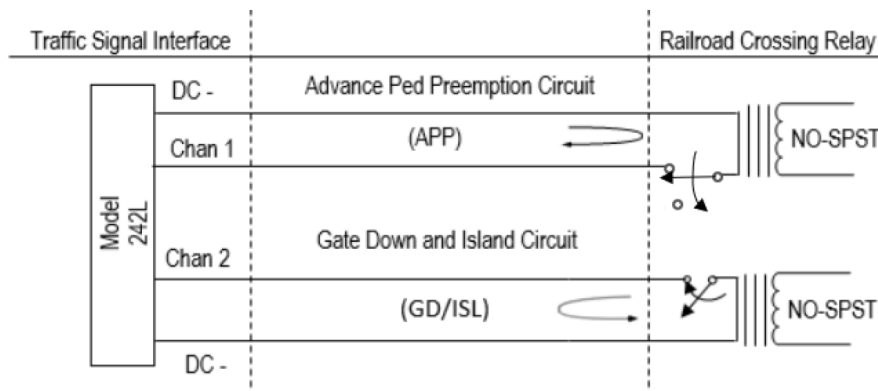 Traffic Signal Interface
Railroad Crossing Relay
DC -
Advance Ped Preemption Circuit
Chan 1
(APP)
NO-SPST
Model
242L
Chan 2
Gate Down and Island Circuit
(GD/ISL)
NO-SPST
DC -